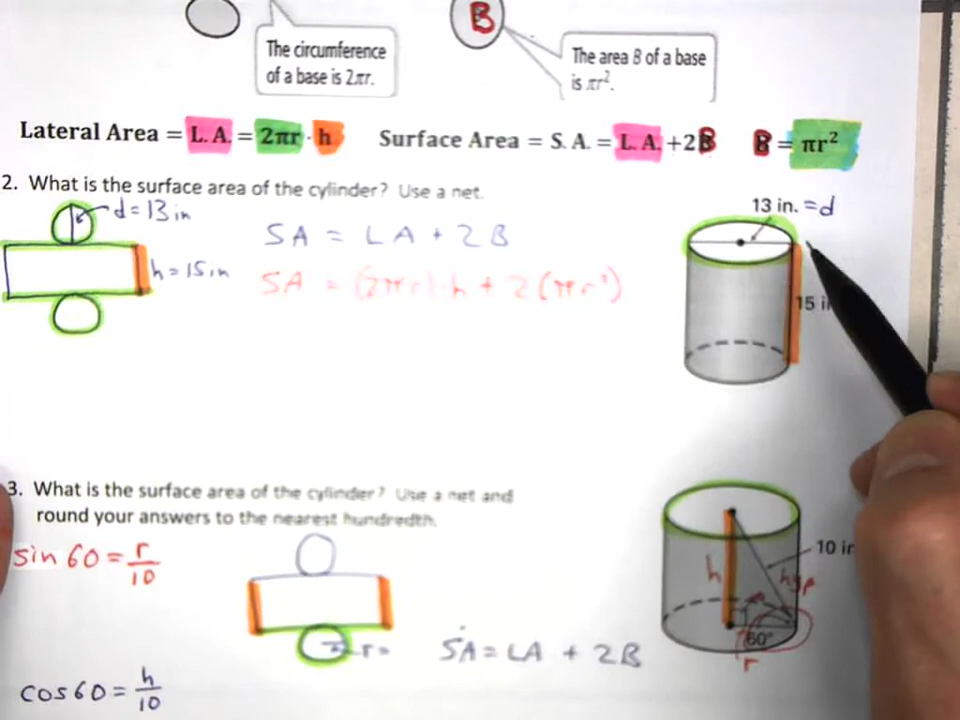 B
The circumference
of a base is 2πr.
The area B of a base
is πr².
Lateral Area = L.A. = 2πr · h
Surface Area = S. A. = L.A. +2B
B = πr²
2. What is the surface area of the cylinder? Use a net.
d = 13 in
h = 15 in
SA = LA + 2B
SA = (2πr) · h + 2(πr²)
13 in. = d
15 i
3. What is the surface area of the cylinder? Use a net and
round your answers to the nearest hundredth.
sin 60 = r/10
cos 60 = h/10
r =
SA = LA + 2B
10 in
h
hyp
60°
r